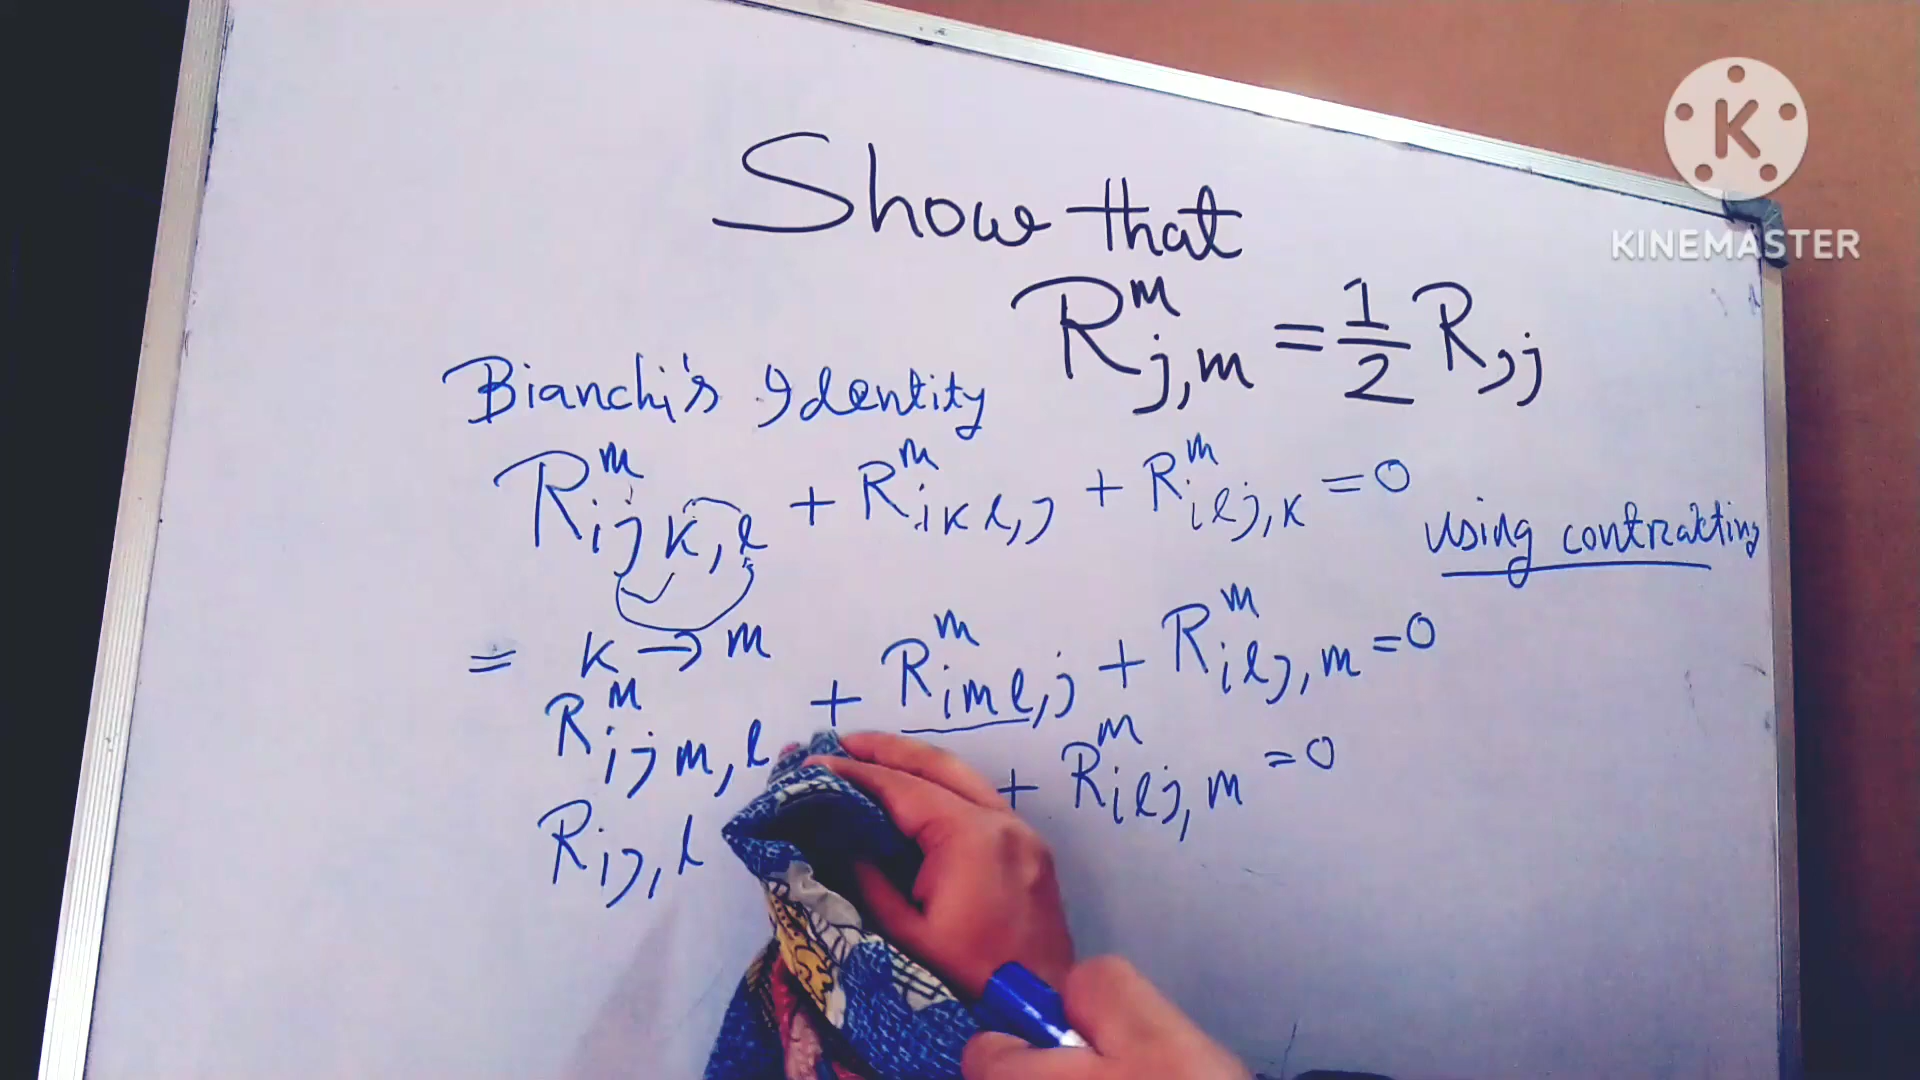 K
KINEMASTER
Show that
R^m_{j,m} = 1/2 R_{,j}
Bianchi's Identity
R^m_{ijk,l} + R^m_{ikl,j} + R^m_{ilj,k} = 0
using contrakting
= k → m
R^m_{ijm,l} + R^m_{iml,j} + R^m_{ilj,m} = 0
R_{ij,l} + R^m_{ilj,m} = 0